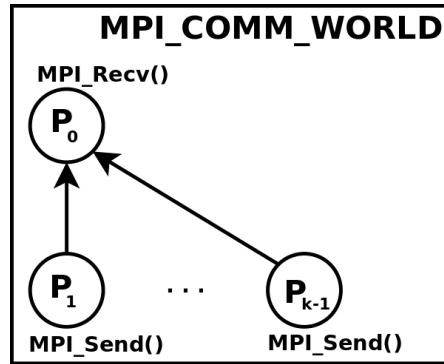 MPI_COMM_WORLD
MPI_Recv()
P0
P1 . . . Pk-1
MPI_Send()
MPI_Send()